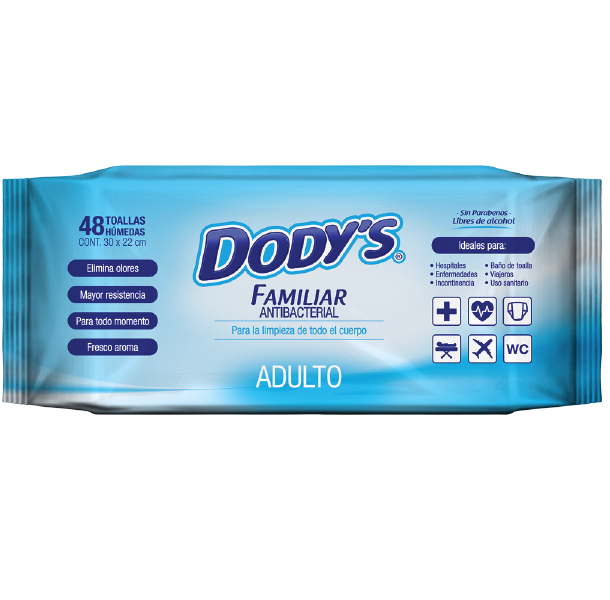 48 TOALLAS
HÚMEDAS
CONT. 30 x 22 cm
Elimina olores
Mayor resistencia
Para todo momento
Fresco aroma
DODY'S®
FAMILIAR
ANTIBACTERIAL
Para la limpieza de todo el cuerpo
ADULTO
· Sin Parabenos ·
Libres de alcohol
Ideales para:
• Hospitales
• Enfermedades
• Incontinencia
• Baño de toalla
• Viajeros
• Uso sanitario
WC